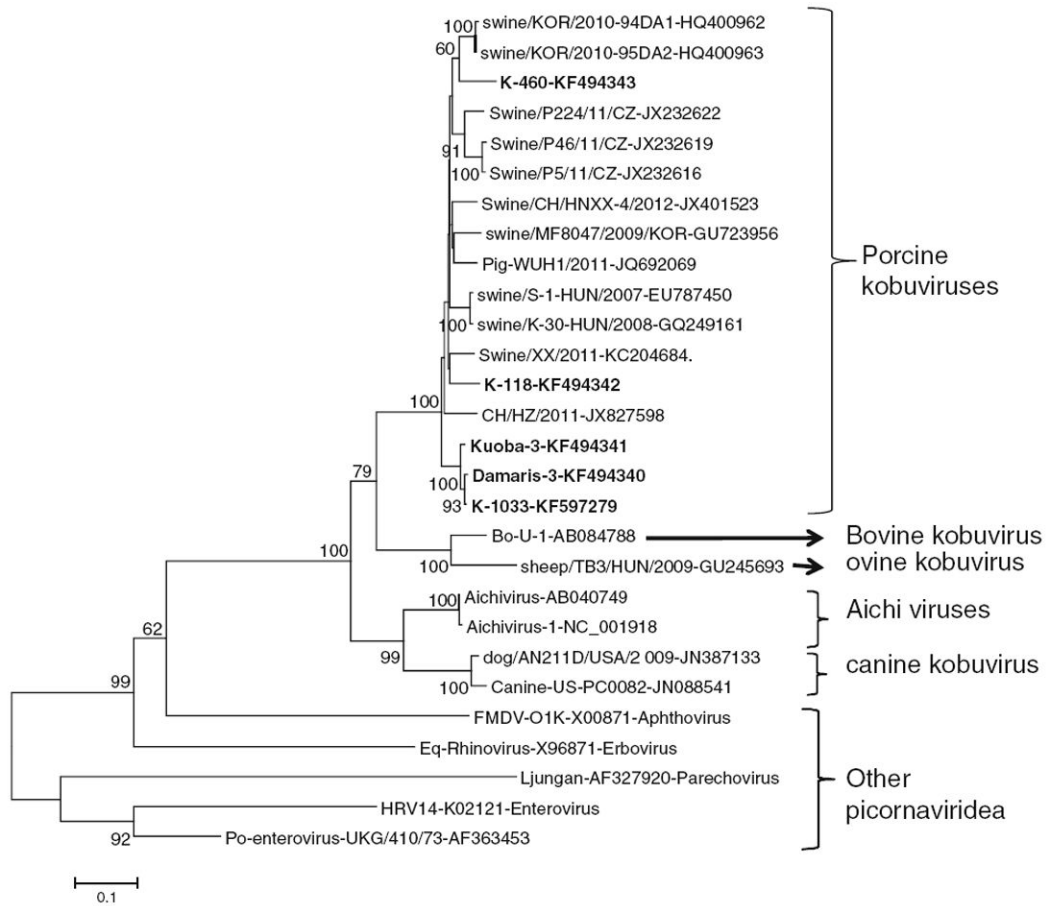 100
swine/KOR/2010-94DA1-HQ400962
60
swine/KOR/2010-95DA2-HQ400963
K-460-KF494343
Swine/P224/11/CZ-JX232622
Swine/P46/11/CZ-JX232619
91
100
Swine/P5/11/CZ-JX232616
Swine/CH/HNXX-4/2012-JX401523
swine/MF8047/2009/KOR-GU723956
Pig-WUH1/2011-JQ692069
swine/S-1-HUN/2007-EU787450
100
swine/K-30-HUN/2008-GQ249161
Swine/XX/2011-KC204684.
K-118-KF494342
100
CH/HZ/2011-JX827598
Kuoba-3-KF494341
79
100
Damaris-3-KF494340
93
K-1033-KF597279
Porcine
kobuviruses
Bo-U-1-AB084788
Bovine kobuvirus
100
100
sheep/TB3/HUN/2009-GU245693
ovine kobuvirus
100
Aichivirus-AB040749
Aichivirus-1-NC_001918
Aichi viruses
62
99
dog/AN211D/USA/2 009-JN387133
100
Canine-US-PC0082-JN088541
canine kobuvirus
99
FMDV-O1K-X00871-Aphthovirus
Eq-Rhinovirus-X96871-Erbovirus
Ljungan-AF327920-Parechovirus
HRV14-K02121-Enterovirus
92
Po-enterovirus-UKG/410/73-AF363453
Other
picornaviridea
0.1